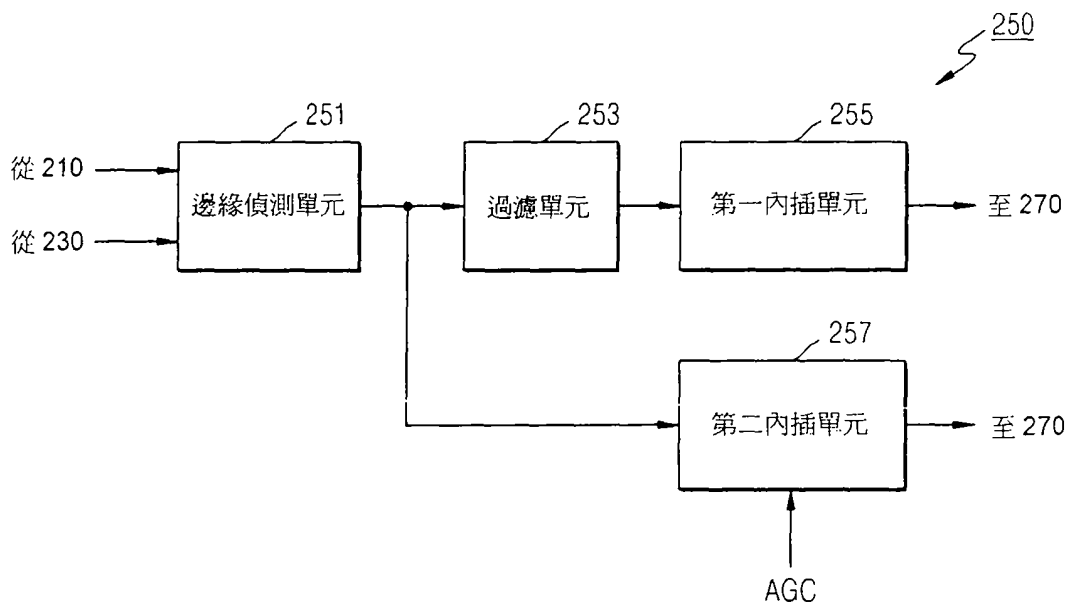 250
251
253
255
從 210
從 230
邊緣偵測單元
過濾單元
第一內插單元
至 270
257
第二內插單元
至 270
AGC